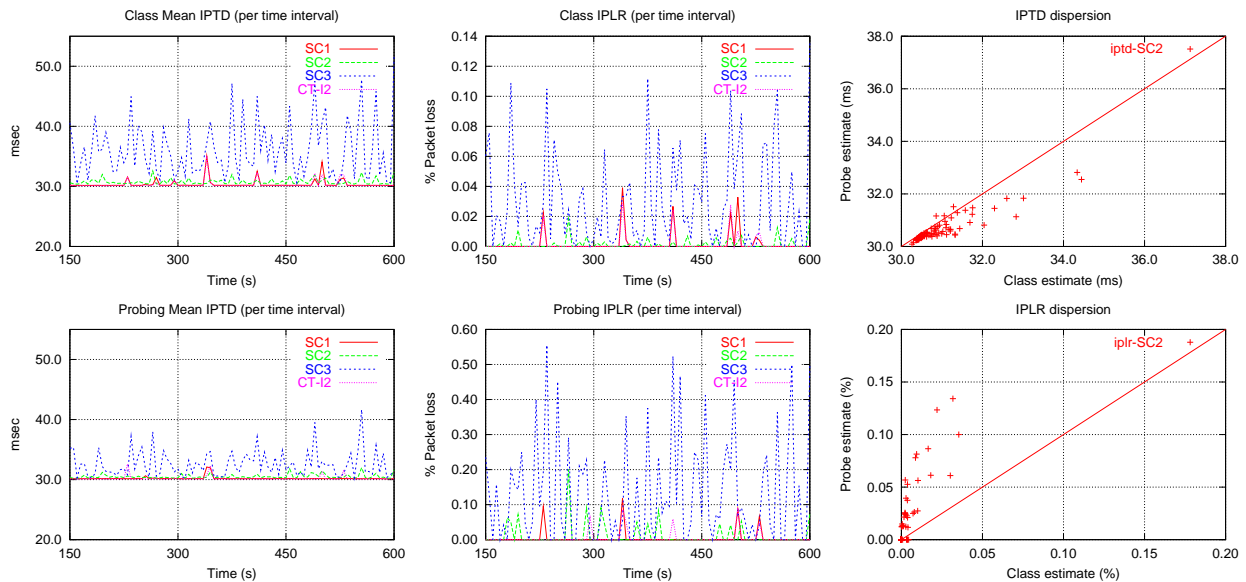 Class Mean IPTD (per time interval)
msec
50.0
40.0
30.0
20.0
150
300
450
600
Time (s)
SC1
SC2
SC3
CT-I2
Class IPLR (per time interval)
% Packet loss
0.14
0.12
0.10
0.08
0.06
0.04
0.02
0.00
150
300
450
600
Time (s)
SC1
SC2
SC3
CT-I2
IPTD dispersion
Probe estimate (ms)
38.0
36.0
34.0
32.0
30.0
30.0
32.0
34.0
36.0
38.0
Class estimate (ms)
iptd-SC2
Probing Mean IPTD (per time interval)
msec
50.0
40.0
30.0
20.0
150
300
450
600
Time (s)
SC1
SC2
SC3
CT-I2
Probing IPLR (per time interval)
% Packet loss
0.60
0.50
0.40
0.30
0.20
0.10
0.00
150
300
450
600
Time (s)
SC1
SC2
SC3
CT-I2
IPLR dispersion
Probe estimate (%)
0.20
0.15
0.10
0.05
0.00
0.00
0.05
0.10
0.15
0.20
Class estimate (%)
iplr-SC2